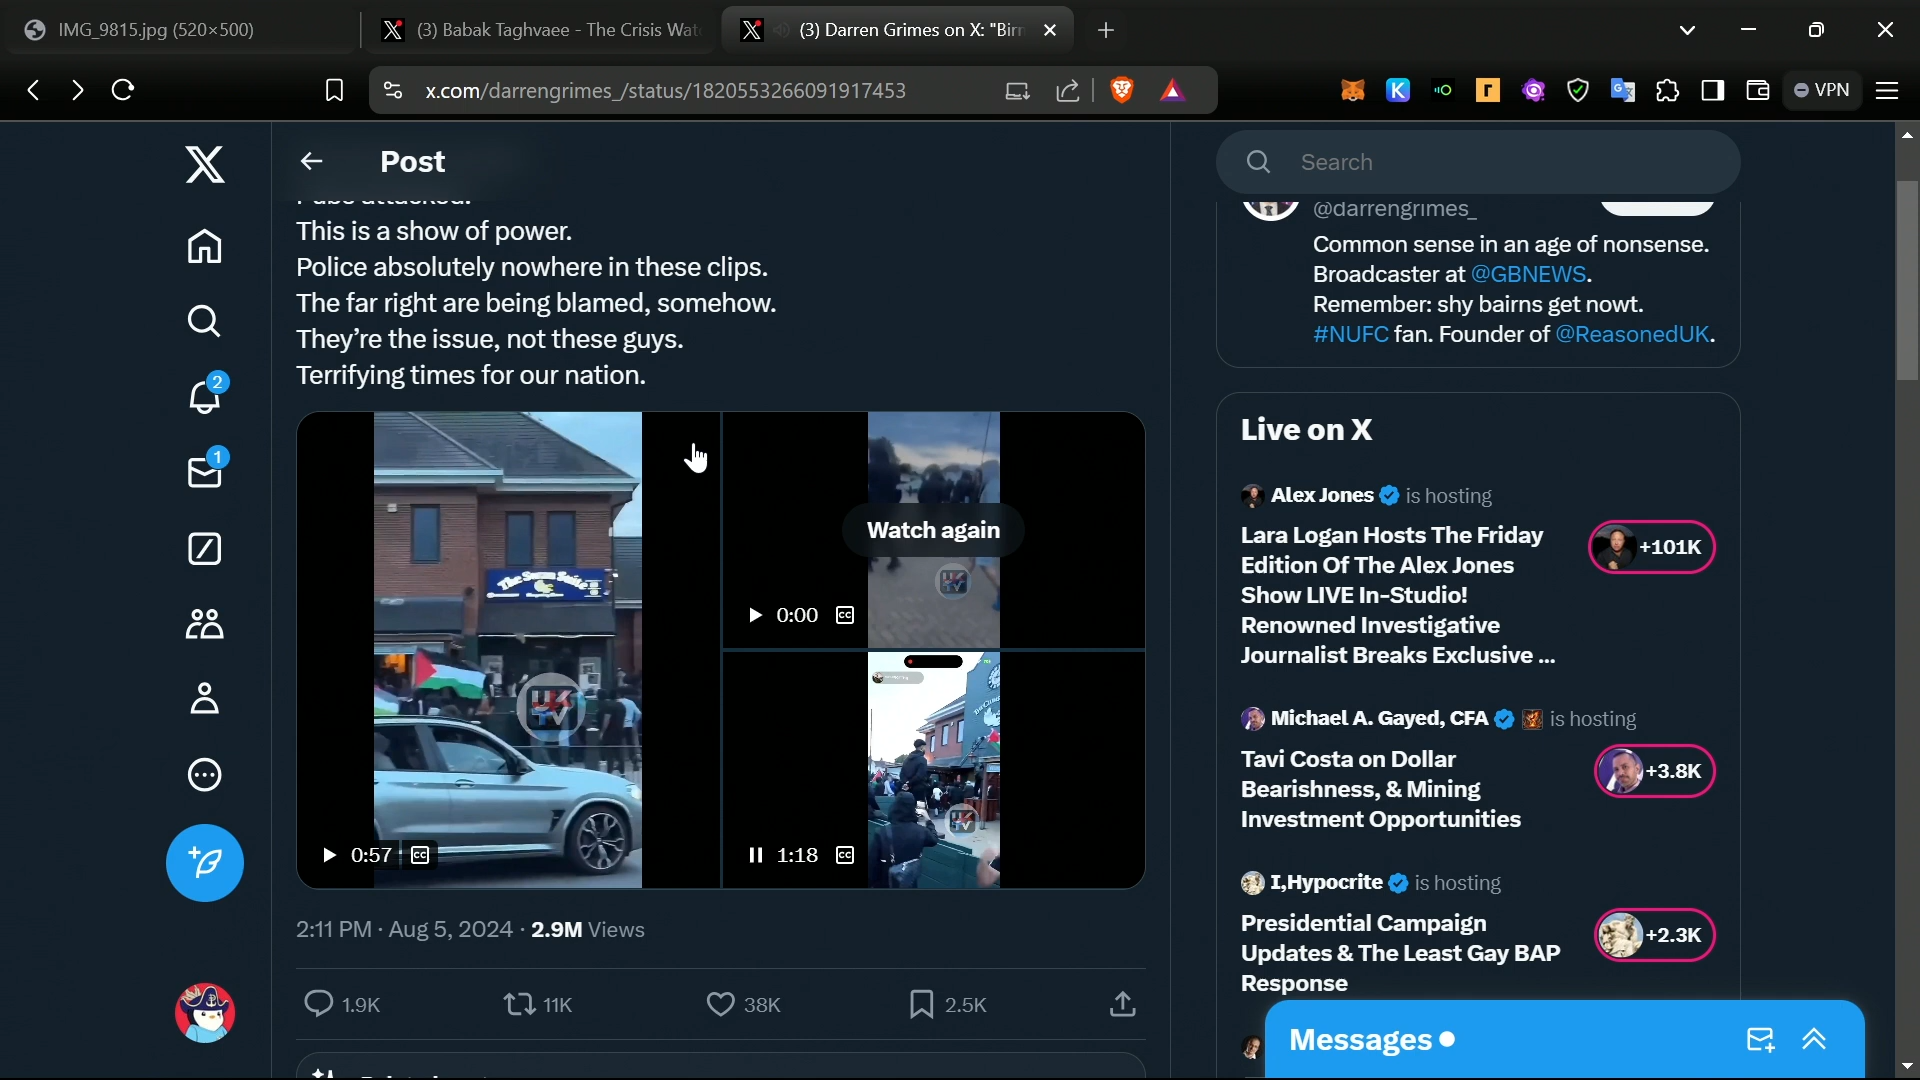 IMG_9815.jpg (520×500)
(3) Babak Taghvaee - The Crisis Wat
(3) Darren Grimes on X: "Birn
x.com/darrengrimes_/status/1820553266091917453
VPN
Post
Search
This is a show of power.
Police absolutely nowhere in these clips.
The far right are being blamed, somehow.
They're the issue, not these guys.
Terrifying times for our nation.
@darrengrimes_
Common sense in an age of nonsense.
Broadcaster at @GBNEWS.
Remember: shy bairns get nowt.
#NUFC fan. Founder of @ReasonedUK.
2
1
Watch again
0:00 CC
0:57 CC
1:18 CC
2:11 PM · Aug 5, 2024 · 2.9M Views
1.9K 11K 38K 2.5K
Live on X
Alex Jones is hosting
Lara Logan Hosts The Friday
Edition Of The Alex Jones
Show LIVE In-Studio!
Renowned Investigative
Journalist Breaks Exclusive ...
+101K
Michael A. Gayed, CFA is hosting
Tavi Costa on Dollar
Bearishness, & Mining
Investment Opportunities
+3.8K
I,Hypocrite is hosting
Presidential Campaign
Updates & The Least Gay BAP
Response
+2.3K
Messages